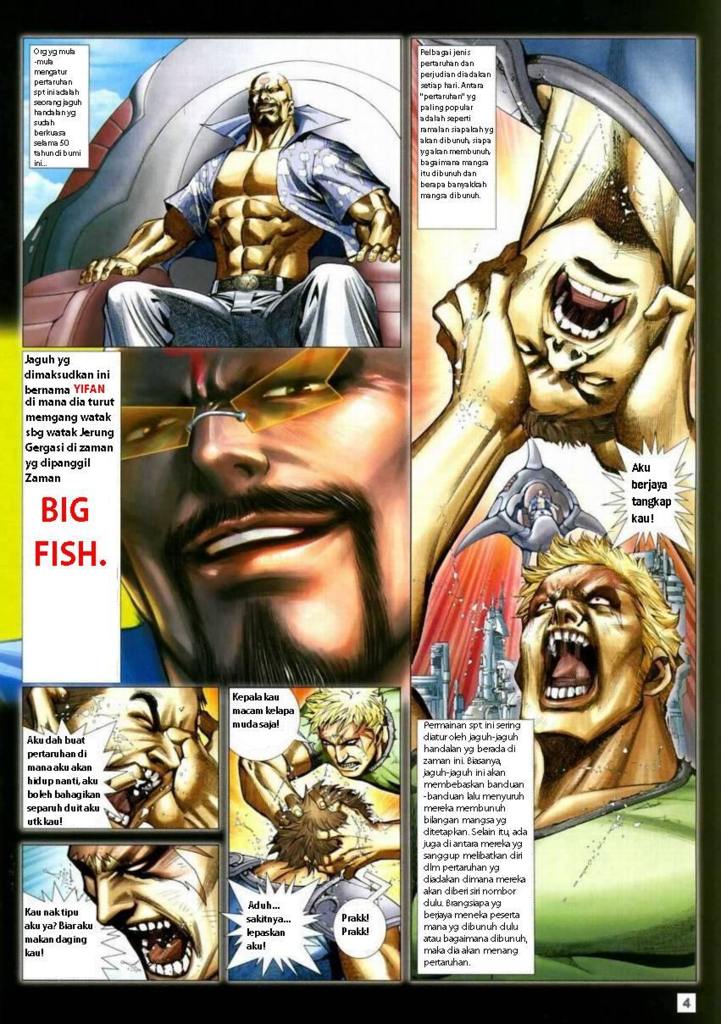 Org yg mula
-mula
mengatur
pertaruhan
spt ini adalah
seorang jaguh
handalan yg
sudah
berkuasa
selama 50
tahun di bumi
ini...
Pelbagai jenis
pertaruhan dan
perjudian diadakan
setiap hari. Antara
"pertaruhan" yg
paling popular
adalah seperti
ramalan siapakah yg
akan dibunuh, siapa
yg akan membunuh,
bagaimana mangsa
itu dibunuh dan
berapa banyakkah
mangsa dibunuh.
Jaguh yg
dimaksudkan ini
bernama YIFAN
di mana dia turut
memgang watak
sbg watak Jerung
Gergasi di zaman
yg dipanggil
Zaman
BIG
FISH.
Aku
berjaya
tangkap
kau!
Aku dah buat
pertaruhan di
mana aku akan
hidup nanti, aku
boleh bahagikan
separuh duit aku
utk kau!
Kepala kau
macam kelapa
muda saja!
Kau nak tipu
aku ya? Biar aku
makan daging
kau!
Aduh...
sakitnya...
lepaskan
aku!
Prakk!
Prakk!
Permainan spt ini sering
diatur oleh jaguh-jaguh
handalan yg berada di
zaman ini. Biasanya,
jaguh-jaguh ini akan
membebaskan banduan
-banduan lalu menyuruh
mereka membunuh
bilangan mangsa yg
ditetapkan. Selain itu, ada
juga di antara mereka yg
sanggup melibatkan diri
dlm pertaruhan yg
diadakan dimana mereka
akan diberi siri nombor
dulu. Brangsiapa yg
berjaya meneka peserta
mana yg dibunuh dulu
atau bagaimana dibunuh,
maka dia akan menang
pertaruhan.
4